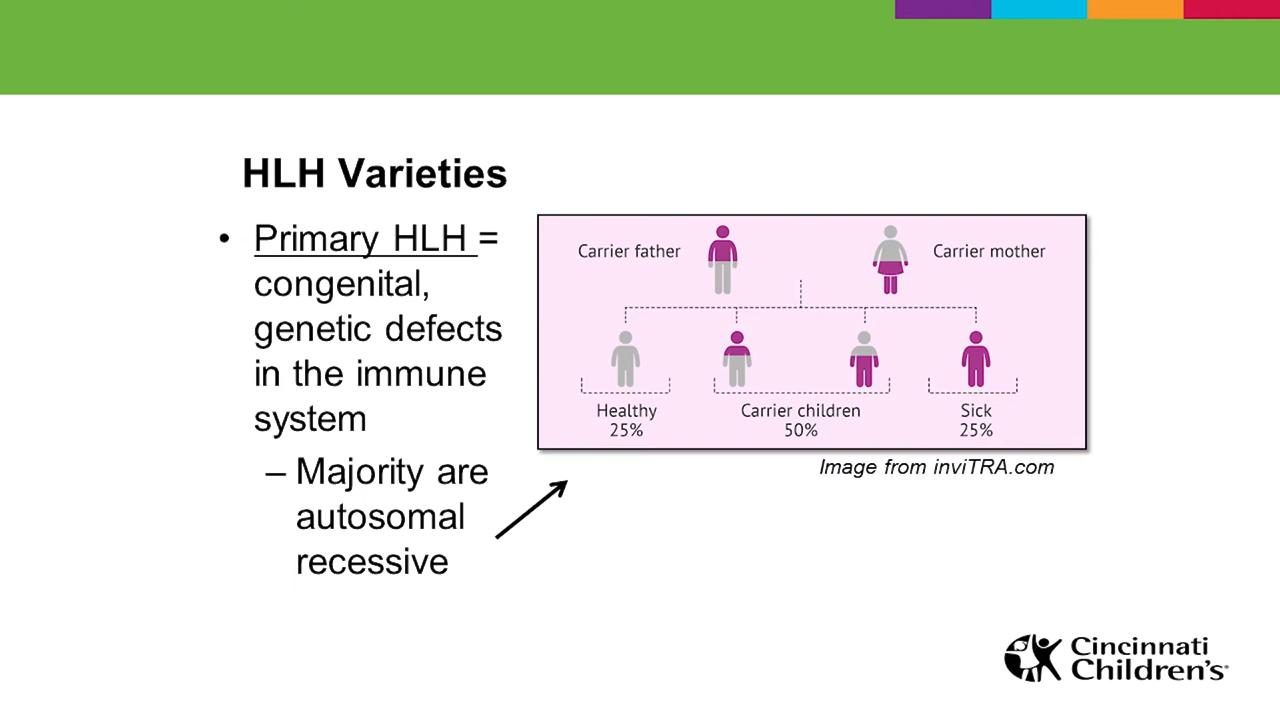 HLH Varieties
• Primary HLH =
congenital,
genetic defects
in the immune
system
– Majority are
autosomal
recessive
Carrier father
Carrier mother
Healthy
25%
Carrier children
50%
Sick
25%
Image from inviTRA.com
Cincinnati
Children's